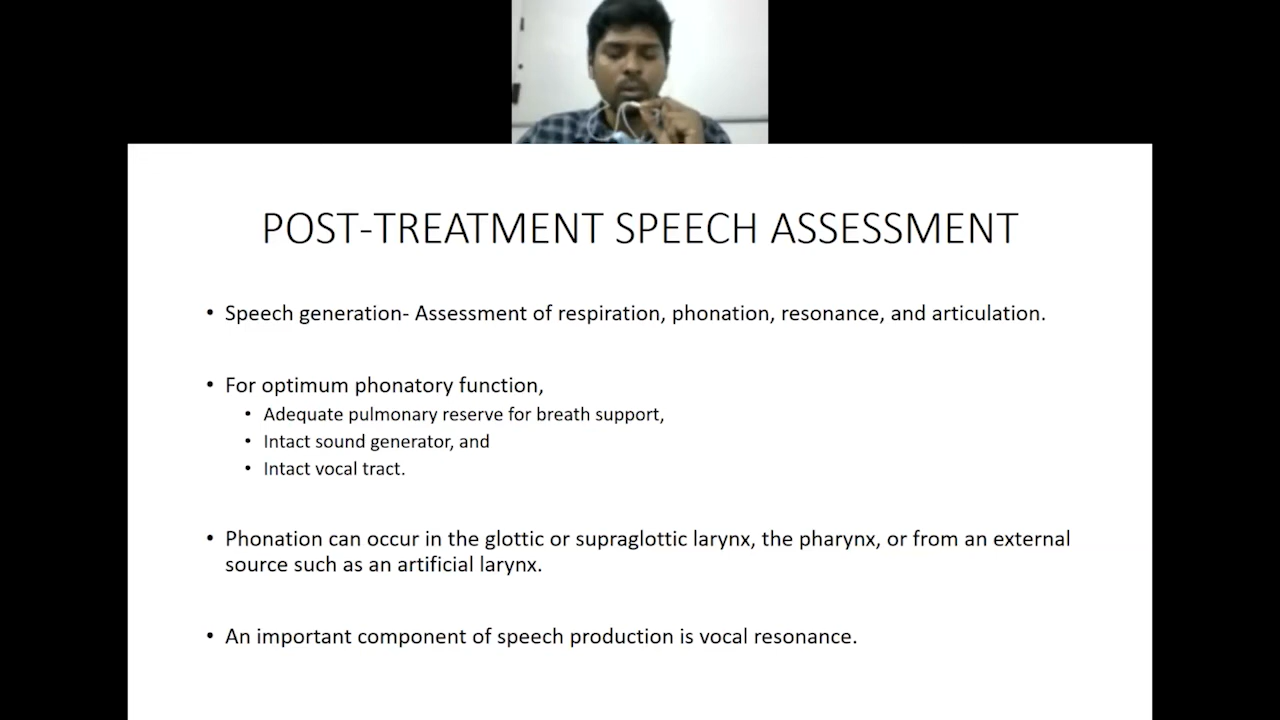 POST-TREATMENT SPEECH ASSESSMENT
• Speech generation- Assessment of respiration, phonation, resonance, and articulation.
• For optimum phonatory function,
• Adequate pulmonary reserve for breath support,
• Intact sound generator, and
• Intact vocal tract.
• Phonation can occur in the glottic or supraglottic larynx, the pharynx, or from an external
source such as an artificial larynx.
• An important component of speech production is vocal resonance.